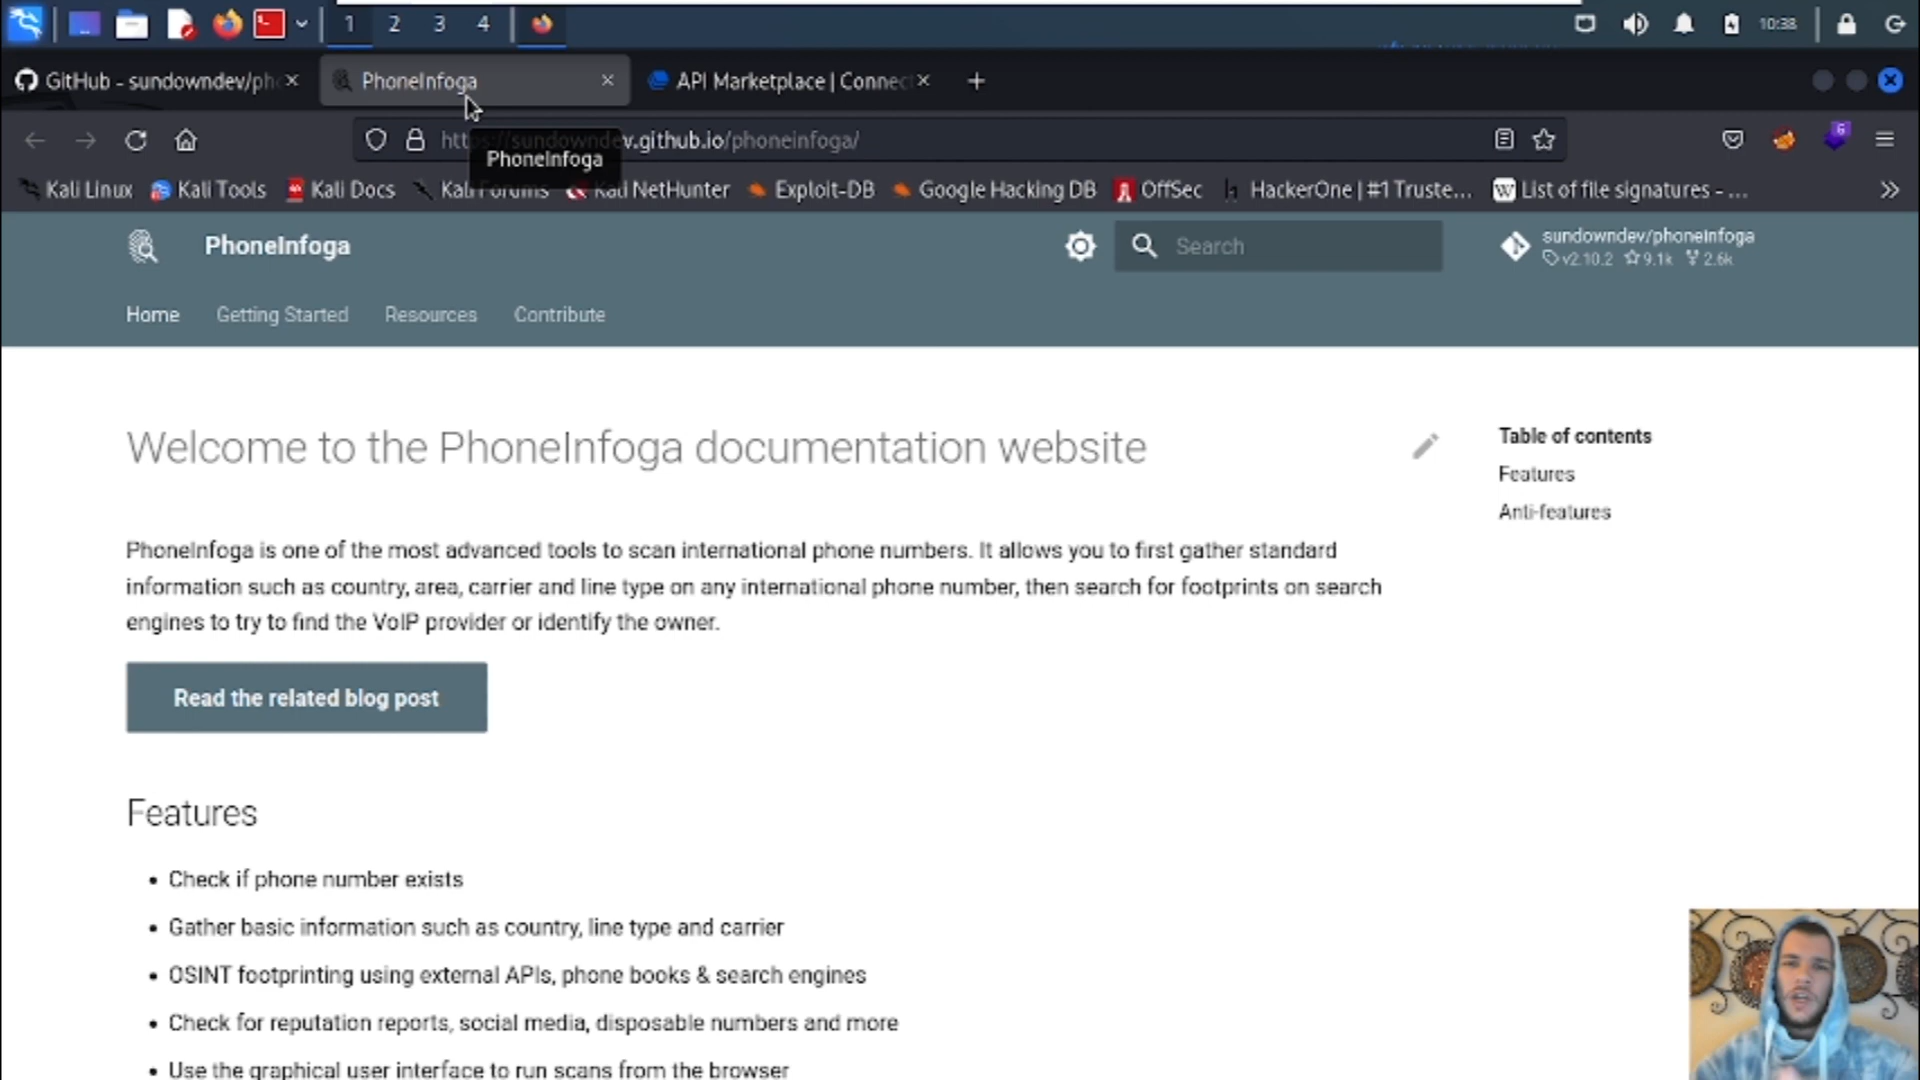 1 2 3 4 10:38
GitHub - sundowndev/ph
PhoneInfoga
API Marketplace | Connec
https://sundowndev.github.io/phoneinfoga/
PhoneInfoga
Kali Linux Kali Tools Kali Docs Kali Forums Kali NetHunter Exploit-DB Google Hacking DB OffSec HackerOne | #1 Truste... List of file signatures - ...
PhoneInfoga
Search
sundowndev/phoneinfoga
v2.10.2 9.1k 2.6k
Home Getting Started Resources Contribute
Welcome to the PhoneInfoga documentation website
Table of contents
Features
Anti-features
PhoneInfoga is one of the most advanced tools to scan international phone numbers. It allows you to first gather standard
information such as country, area, carrier and line type on any international phone number, then search for footprints on search
engines to try to find the VoIP provider or identify the owner.
Read the related blog post
Features
• Check if phone number exists
• Gather basic information such as country, line type and carrier
• OSINT footprinting using external APIs, phone books & search engines
• Check for reputation reports, social media, disposable numbers and more
• Use the graphical user interface to run scans from the browser